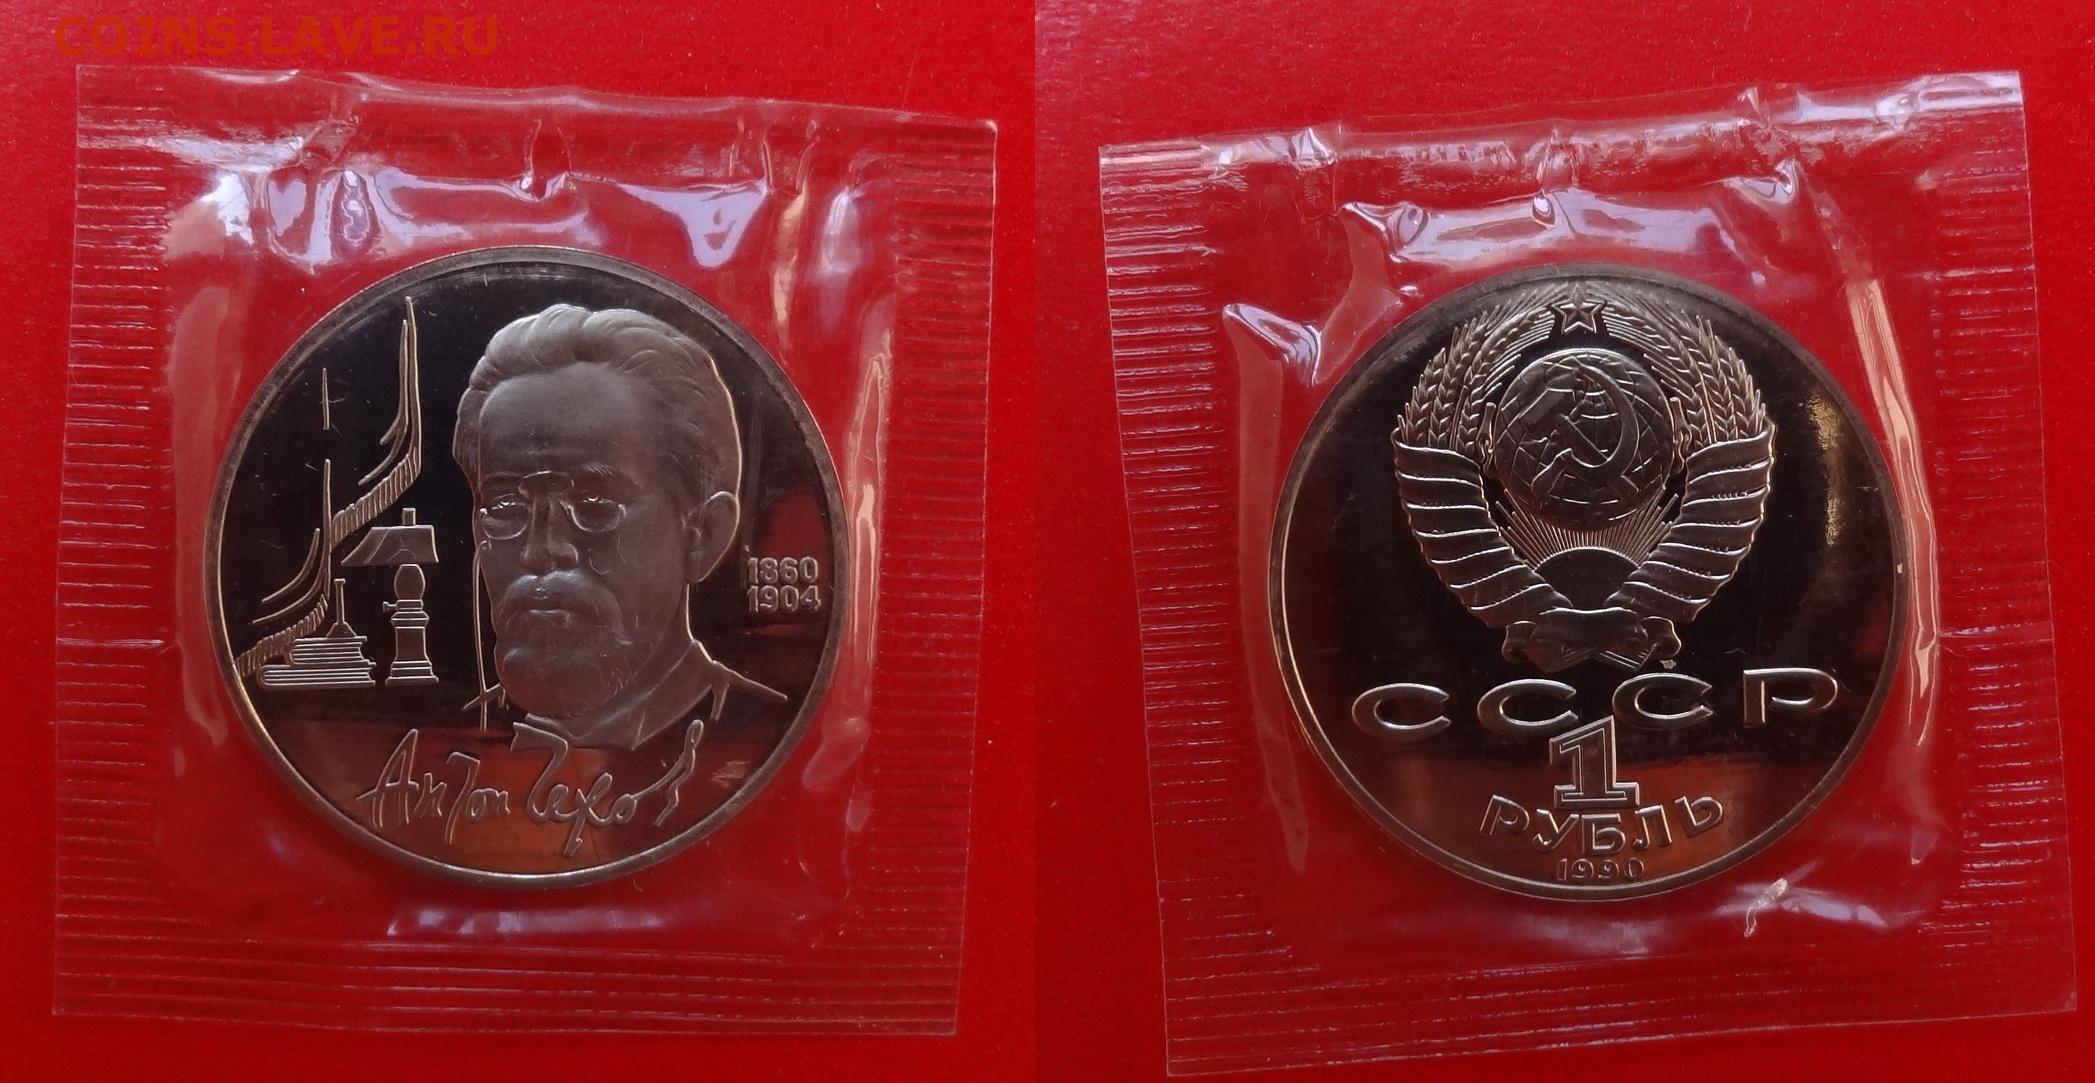 COINS.LAVE.RU
1860
1904
Антон Чехов
СССР
1
РУБЛЬ
1990